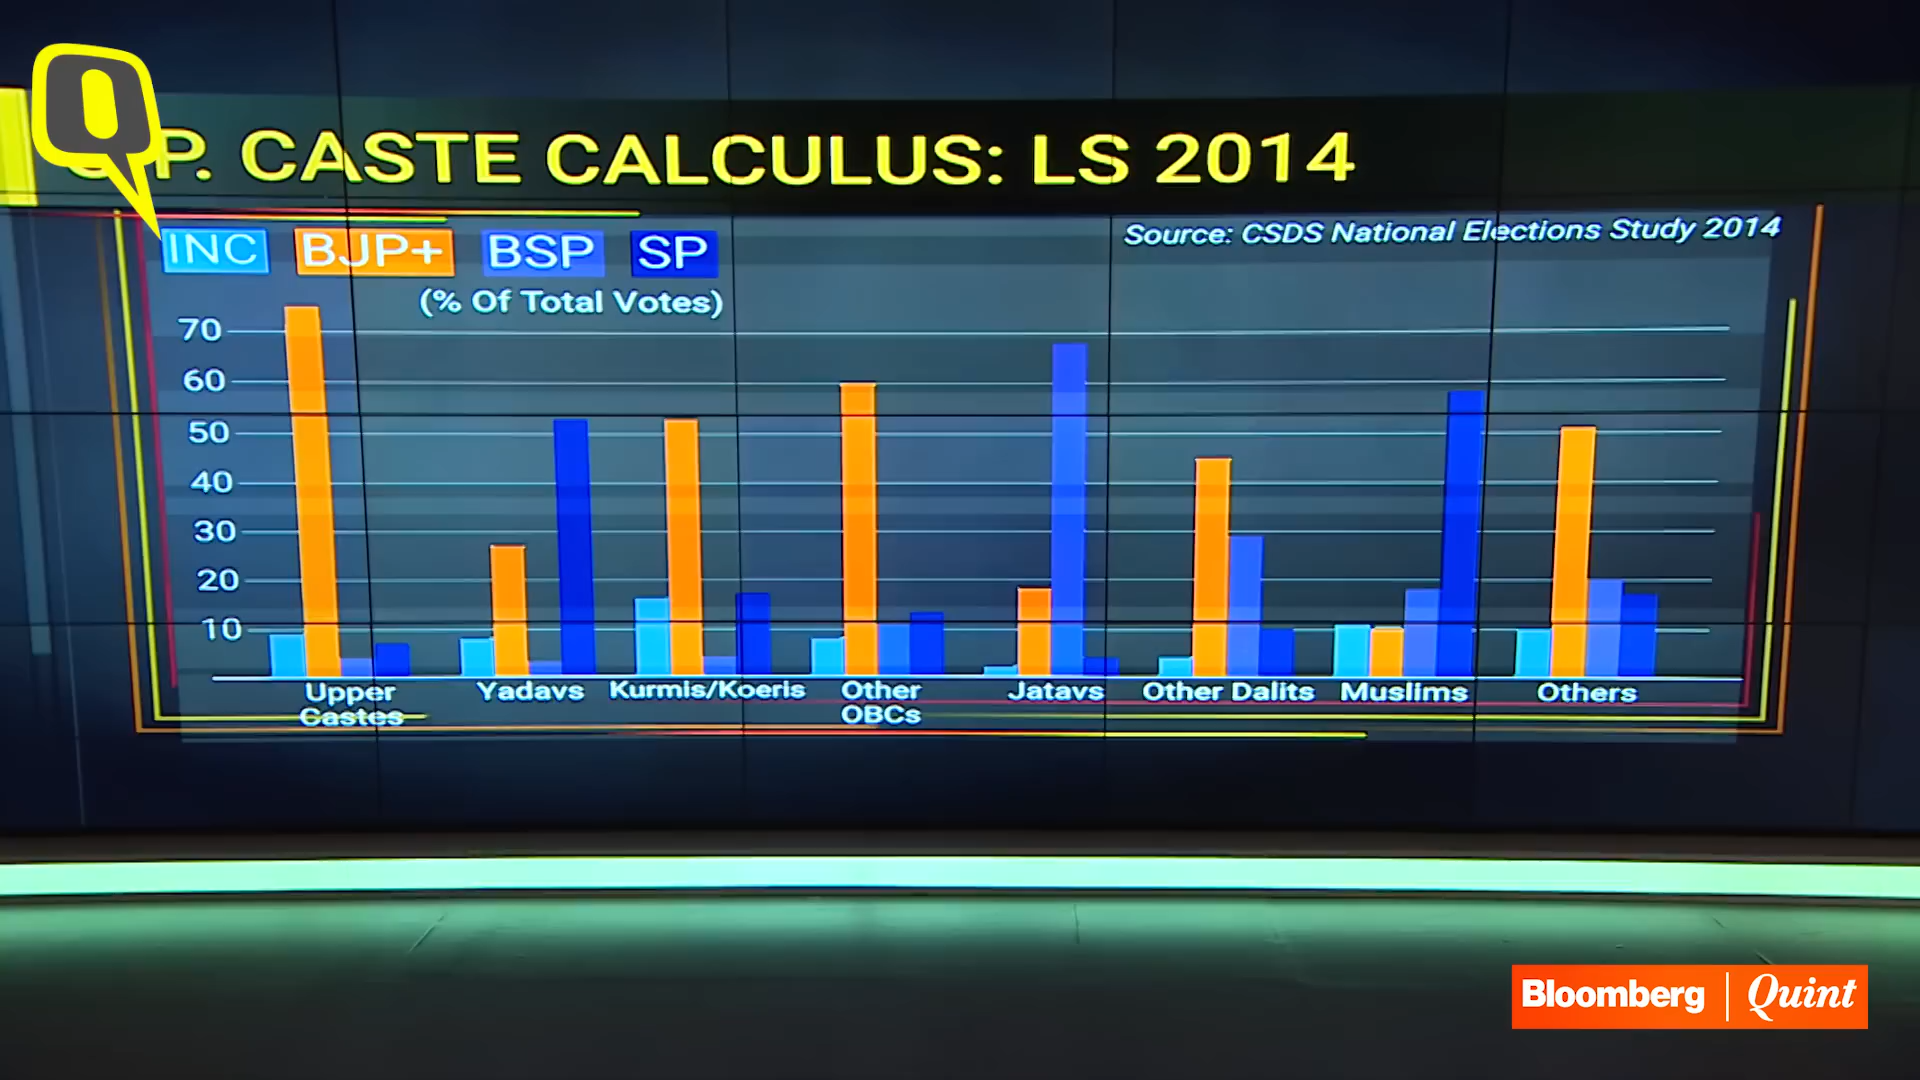 P. CASTE CALCULUS: LS 2014
Source: CSDS National Elections Study 2014
INC BJP+ BSP SP
(% Of Total Votes)
70
60
50
40
30
20
10
Upper Castes
Yadavs
Kurmis/Koeris
Other OBCs
Jatavs
Other Dalits
Muslims
Others
Bloomberg | Quint